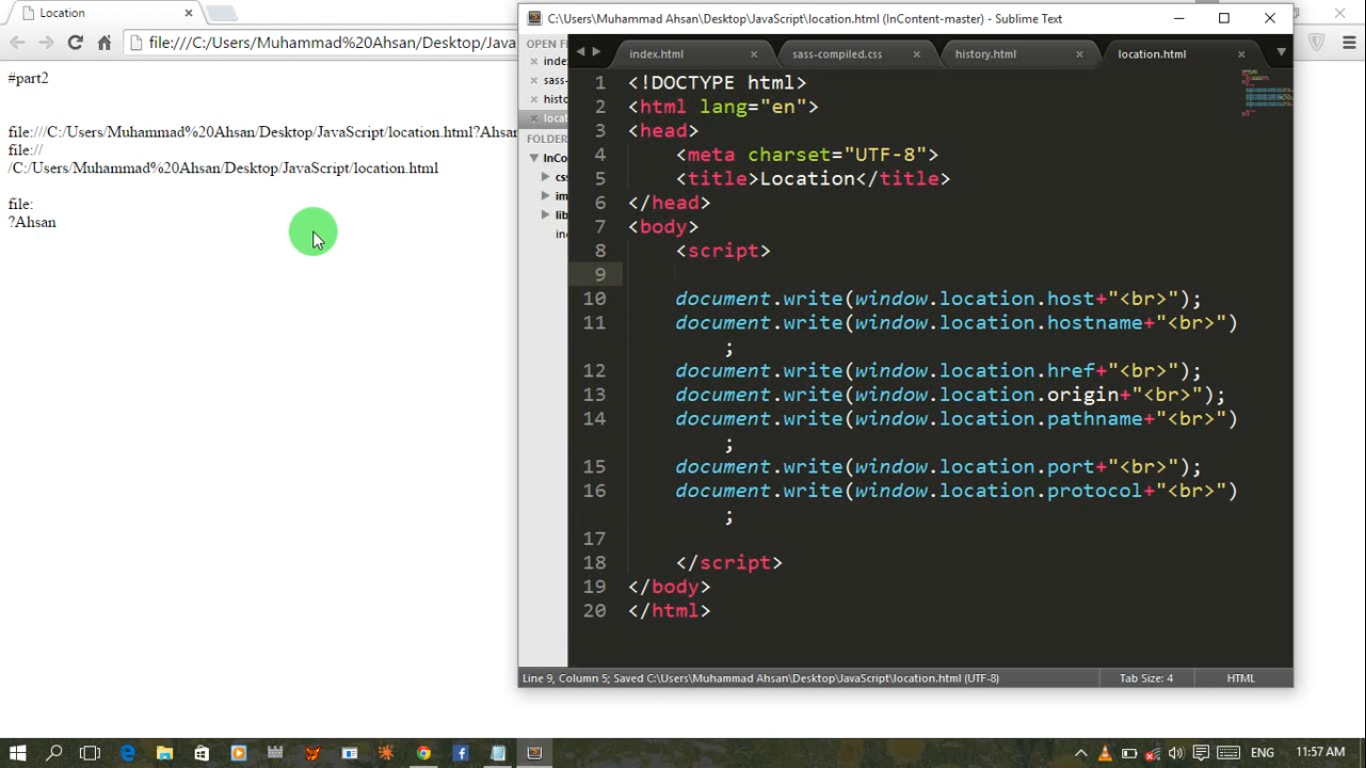 Location
file:///C:/Users/Muhammad%20Ahsan/Desktop/Java
#part2
file:///C:/Users/Muhammad%20Ahsan/Desktop/JavaScript/location.html?Ahsan
file://
/C:/Users/Muhammad%20Ahsan/Desktop/JavaScript/location.html
file:
?Ahsan
C:\Users\Muhammad Ahsan\Desktop\JavaScript\location.html (InContent-master) - Sublime Text
OPEN FI
inde
sass-
histo
locat
FOLDER
InCo
css
im
lib
in
index.html
sass-compiled.css
history.html
location.html
1 <!DOCTYPE html>
2 <html lang="en">
3 <head>
4 <meta charset="UTF-8">
5 <title>Location</title>
6 </head>
7 <body>
8 <script>
9
10 document.write(window.location.host+"<br>");
11 document.write(window.location.hostname+"<br>")
;
12 document.write(window.location.href+"<br>");
13 document.write(window.location.origin+"<br>");
14 document.write(window.location.pathname+"<br>")
;
15 document.write(window.location.port+"<br>");
16 document.write(window.location.protocol+"<br>")
;
17
18 </script>
19 </body>
20 </html>
Line 9, Column 5; Saved C:\Users\Muhammad Ahsan\Desktop\JavaScript\location.html (UTF-8)
Tab Size: 4
HTML
ENG
11:57 AM